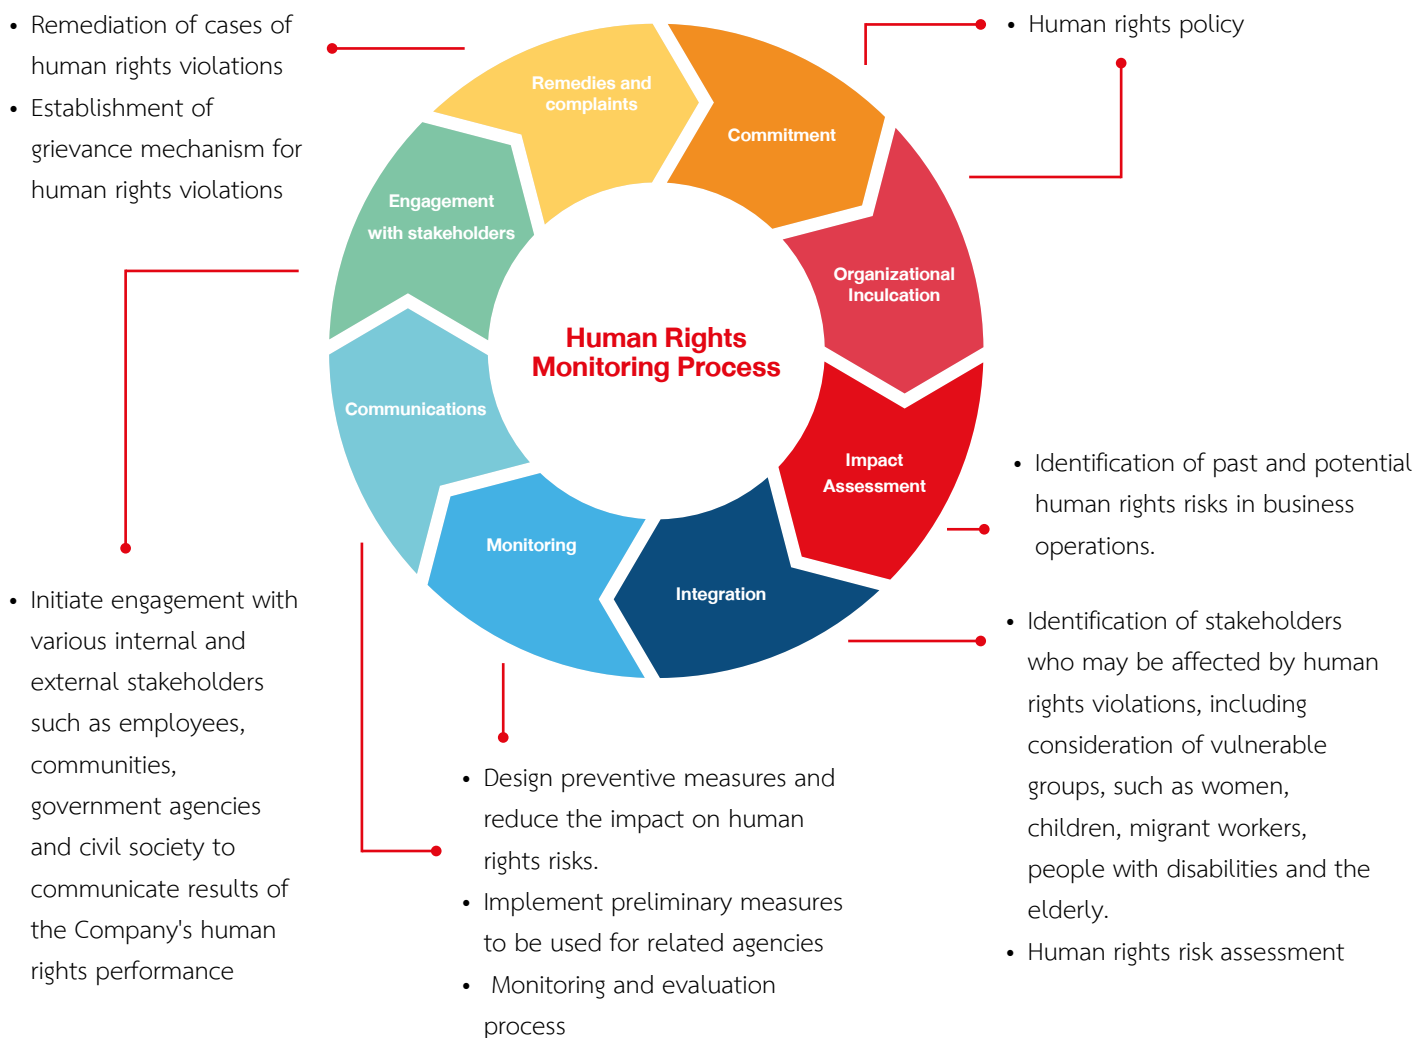 • Remediation of cases of
human rights violations
• Establishment of
grievance mechanism for
human rights violations
• Human rights policy
Remedies and
complaints
Commitment
Engagement
with stakeholders
Organizational
Inculcation
Human Rights
Monitoring Process
Communications
Impact
Assessment
Monitoring
Integration
• Identification of past and potential
human rights risks in business
operations.
• Initiate engagement with
various internal and
external stakeholders
such as employees,
communities,
government agencies
and civil society to
communicate results of
the Company's human
rights performance
• Design preventive measures and
reduce the impact on human
rights risks.
• Implement preliminary measures
to be used for related agencies
• Monitoring and evaluation
process
• Identification of stakeholders
who may be affected by human
rights violations, including
consideration of vulnerable
groups, such as women,
children, migrant workers,
people with disabilities and the
elderly.
• Human rights risk assessment